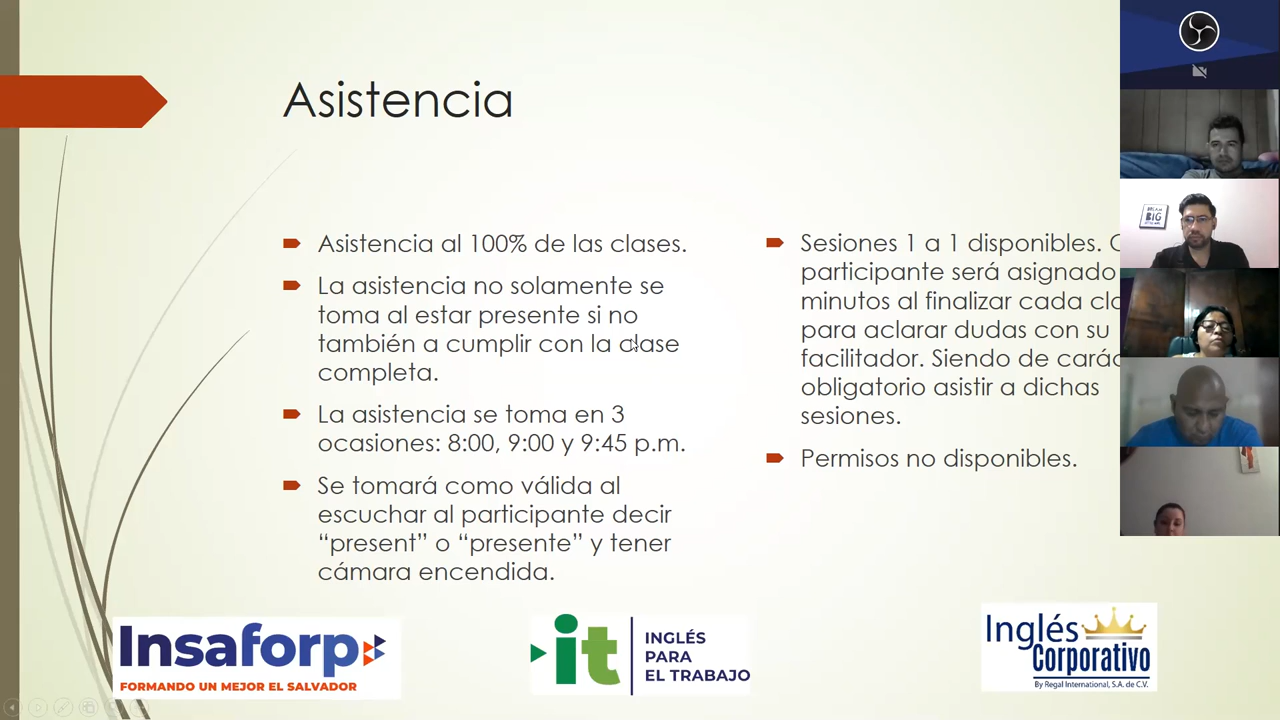 Asistencia
Asistencia al 100% de las clases.
La asistencia no solamente se
toma al estar presente si no
también a cumplir con la clase
completa.
La asistencia se toma en 3
ocasiones: 8:00, 9:00 y 9:45 p.m.
Se tomará como válida al
escuchar al participante decir
“present” o “presente” y tener
cámara encendida.
Sesiones 1 a 1 disponibles. C
participante será asignado
minutos al finalizar cada cla
para aclarar dudas con su
facilitador. Siendo de carác
obligatorio asistir a dichas
sesiones.
Permisos no disponibles.
DREAM
BIG
Insaforp
FORMANDO UN MEJOR EL SALVADOR
it
INGLÉS
PARA
EL TRABAJO
Inglés
Corporativo
By Regal International, S.A. de C.V.